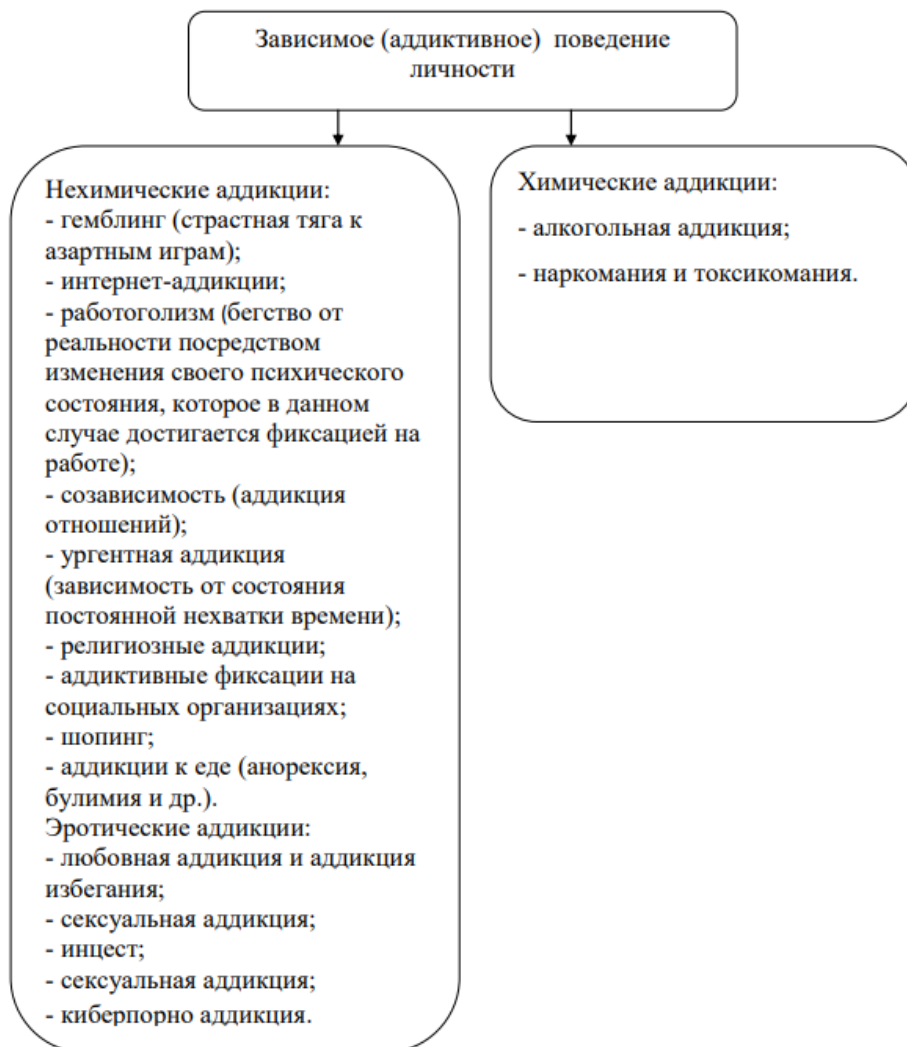 Зависимое (аддиктивное) поведение
личности
Нехимические аддикции:
- гемблинг (страстная тяга к
азартным играм);
- интернет-аддикции;
- работоголизм (бегство от
реальности посредством
изменения своего психического
состояния, которое в данном
случае достигается фиксацией на
работе);
- созависимость (аддикция
отношений);
- ургентная аддикция
(зависимость от состояния
постоянной нехватки времени);
- религиозные аддикции;
- аддиктивные фиксации на
социальных организациях;
- шопинг;
- аддикции к еде (анорексия,
булимия и др.).
Эротические аддикции:
- любовная аддикция и аддикция
избегания;
- сексуальная аддикция;
- инцест;
- сексуальная аддикция;
- киберпорно аддикция.
Химические аддикции:
- алкогольная аддикция;
- наркомания и токсикомания.